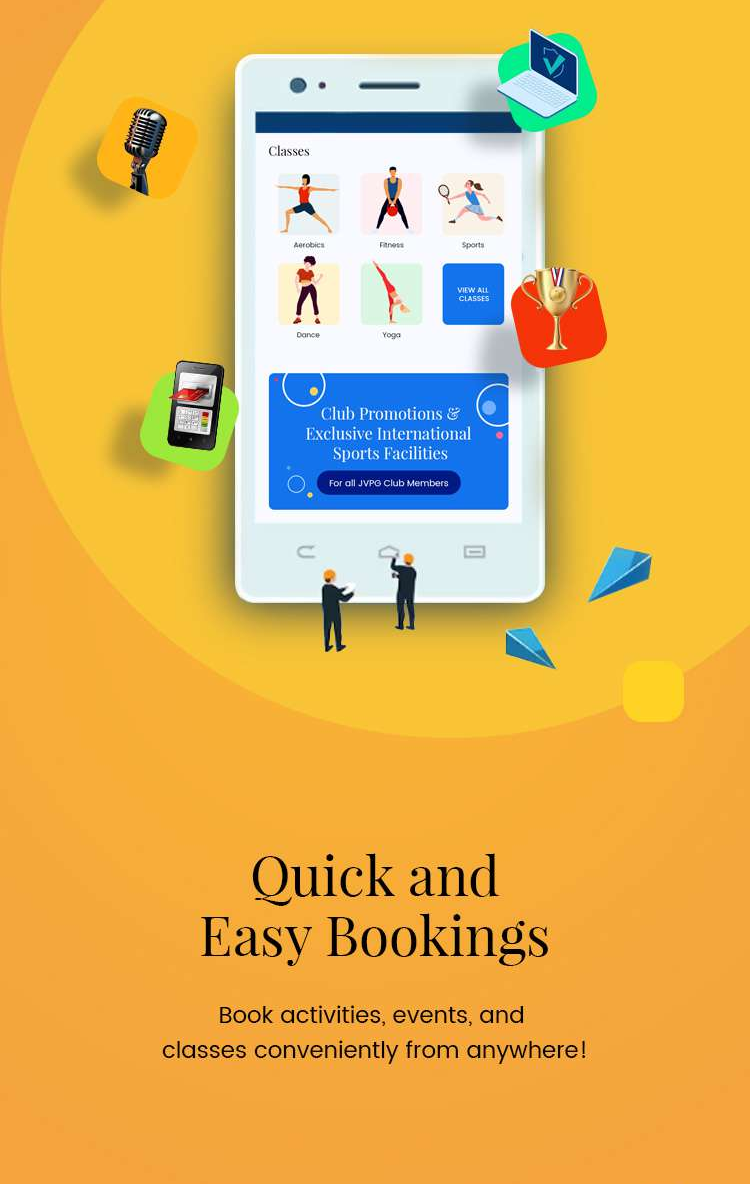 Classes
Aerobics
Fitness
Sports
Dance
Yoga
VIEW ALL
CLASSES
Club Promotions &
Exclusive International
Sports Facilities
For all JVPG Club Members
Quick and
Easy Bookings
Book activities, events, and
classes conveniently from anywhere!